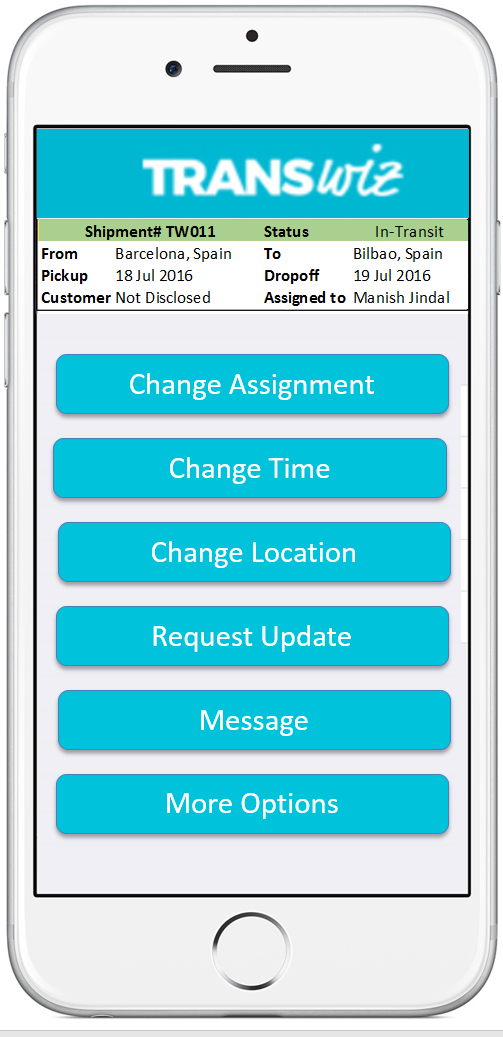 TRANSwiz
Shipment# TW011 Status In-Transit
From Barcelona, Spain To Bilbao, Spain
Pickup 18 Jul 2016 Dropoff 19 Jul 2016
Customer Not Disclosed Assigned to Manish Jindal
Change Assignment
Change Time
Change Location
Request Update
Message
More Options